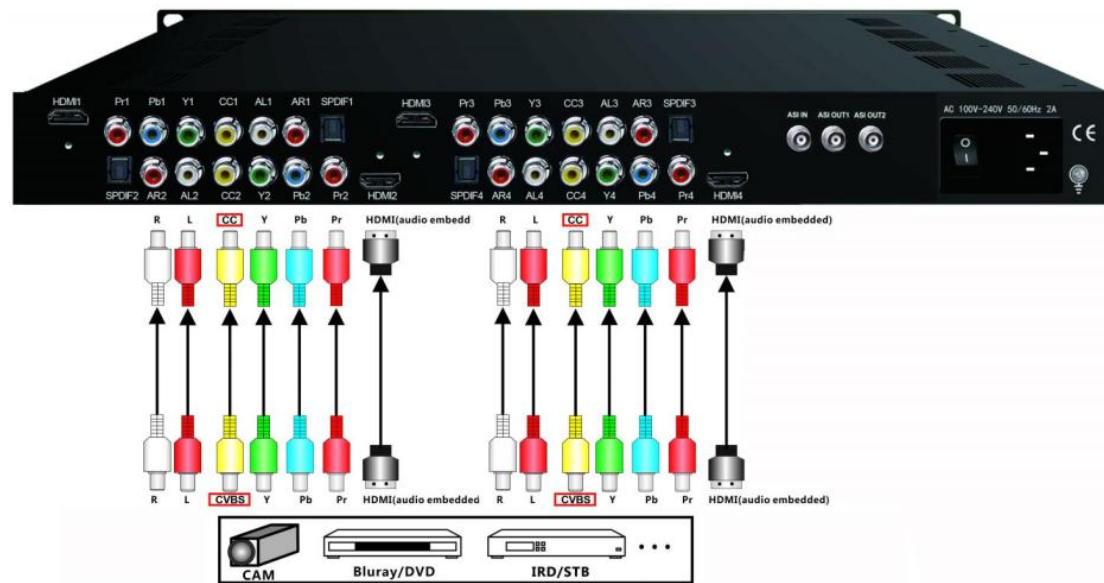 HDMI1 Pr1 Pb1 Y1 CC1 AL1 AR1 SPDIF1 HDMI3 Pr3 Pb3 Y3 CC3 AL3 AR3 SPDIF3
ASI IN ASI OUT1 ASI OUT2
AC 100V-240V 50/60Hz 2A
O
I
CE
SPDIF2 AR2 AL2 CC2 Y2 Pb2 Pr2 HDMI2 SPDIF4 AR4 AL4 CC4 Y4 Pb4 Pr4 HDMI4
R L CC Y Pb Pr HDMI(audio embedd R L CC Y Pb Pr HDMI(audio embedded)
R L CVBS Y Pb Pr HDMI(audio embedded) R L CVBS Y Pb Pr HDMI(audio embedded)
CAM Bluray/DVD IRD/STB